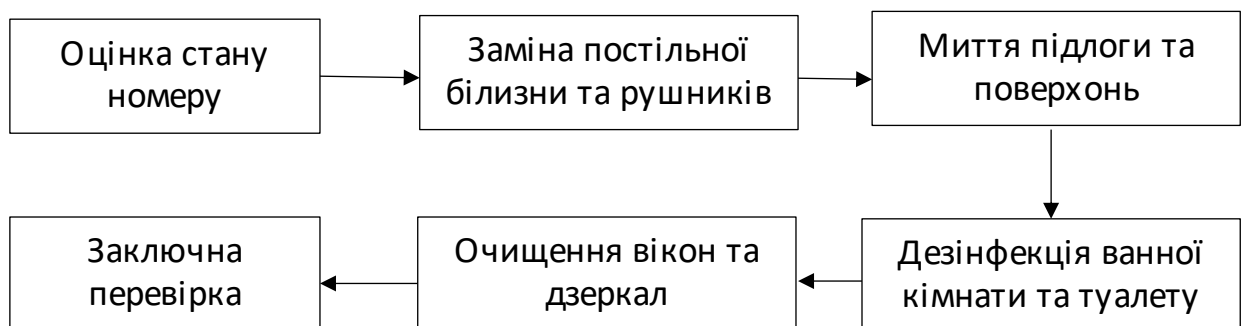 Оцінка стану
номеру
Заміна постільної
білизни та рушників
Миття підлоги та
поверхонь
Дезінфекція ванної
кімнати та туалету
Очищення вікон та
дзеркал
Заключна
перевірка